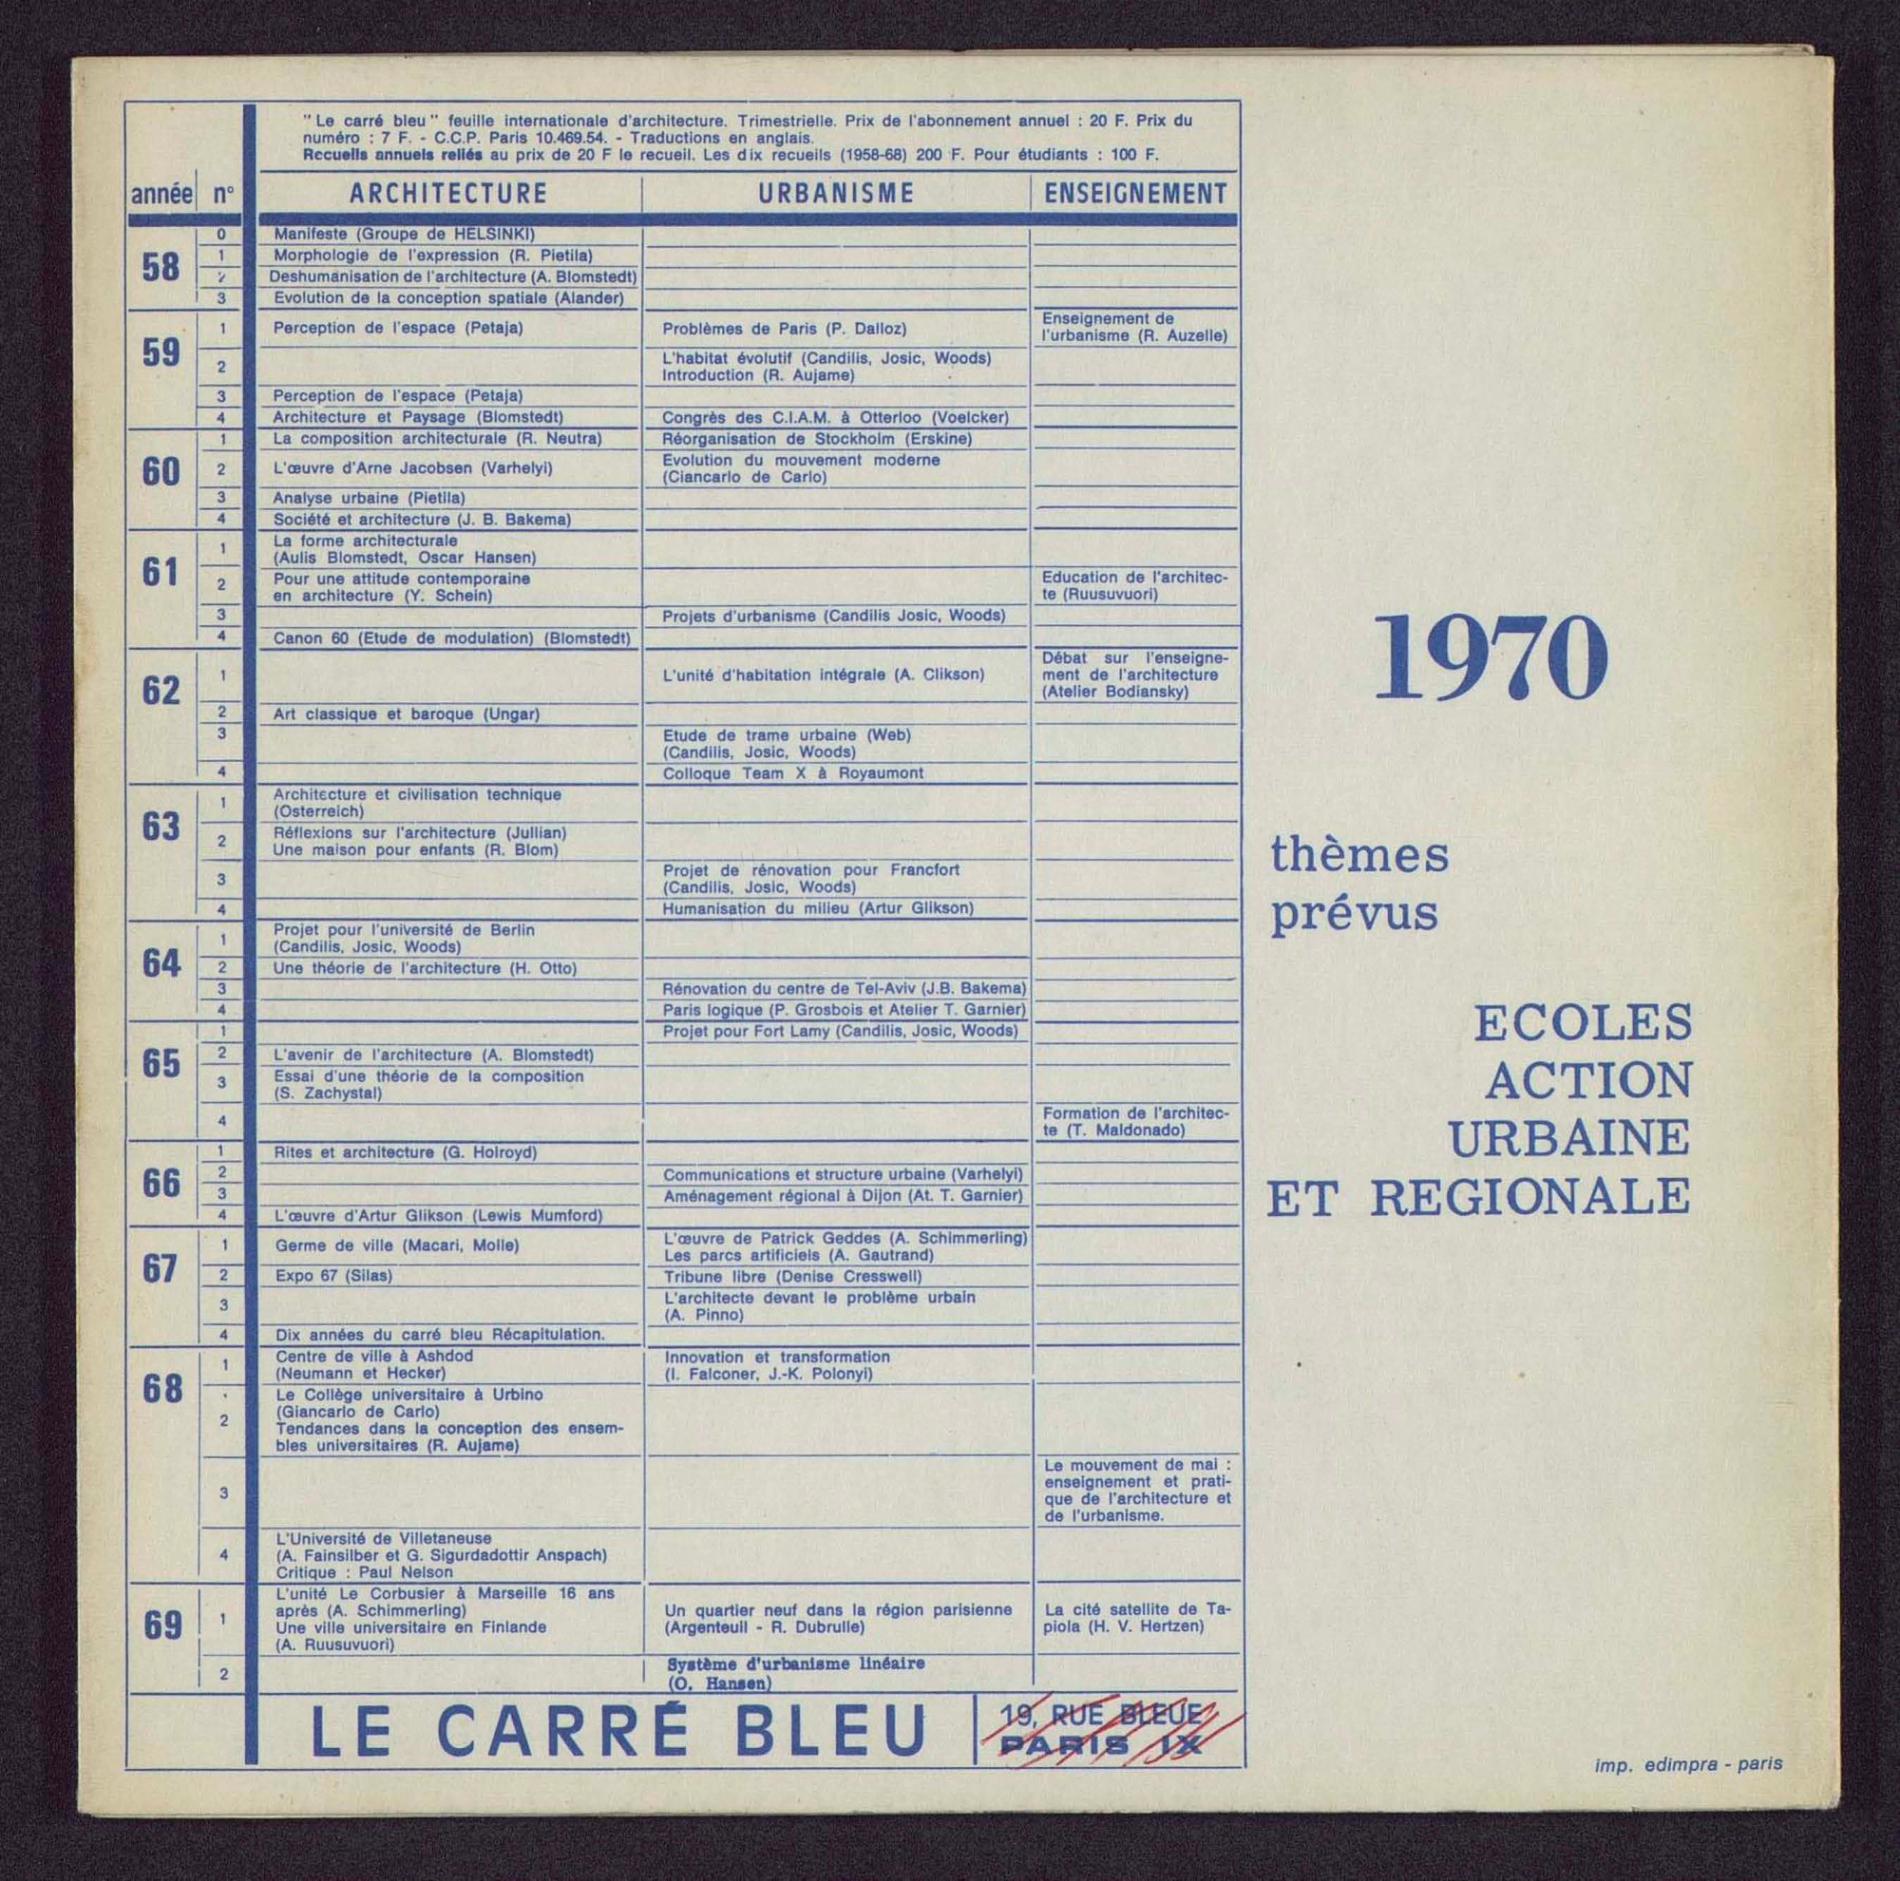 " Le carré bleu " feuille internationale d'architecture. Trimestrielle. Prix de l'abonnement annuel : 20 F. Prix du
numéro : 7 F. - C.C.P. Paris 10.469.54. - Traductions en anglais.
Recueils annuels reliés au prix de 20 F le recueil. Les dix recueils (1958-68) 200 F. Pour étudiants : 100 F.
année n° ARCHITECTURE URBANISME ENSEIGNEMENT
58
0 Manifeste (Groupe de HELSINKI)
1 Morphologie de l'expression (R. Pietila)
2 Deshumanisation de l'architecture (A. Blomstedt)
3 Evolution de la conception spatiale (Alander)
59
1 Perception de l'espace (Petaja) Problèmes de Paris (P. Dalloz)
Enseignement de
l'urbanisme (R. Auzelle)
2
L'habitat évolutif (Candilis, Josic, Woods)
Introduction (R. Aujame)
3 Perception de l'espace (Petaja)
4 Architecture et Paysage (Blomstedt) Congrès des C.I.A.M. à Otterloo (Voelcker)
60
1 La composition architecturale (R. Neutra) Réorganisation de Stockholm (Erskine)
2 L'œuvre d'Arne Jacobsen (Varhelyi)
Evolution du mouvement moderne
(Ciancarlo de Carlo)
3 Analyse urbaine (Pietila)
4 Société et architecture (J. B. Bakema)
61
1
La forme architecturale
(Aulis Blomstedt, Oscar Hansen)
2
Pour une attitude contemporaine
en architecture (Y. Schein)
Education de l'architec-
te (Ruusuvuori)
3 Projets d'urbanisme (Candilis Josic, Woods)
4 Canon 60 (Etude de modulation) (Blomstedt)
62
1 L'unité d'habitation intégrale (A. Clikson)
Débat sur l'enseigne-
ment de l'architecture
(Atelier Bodiansky)
2 Art classique et baroque (Ungar)
3
Etude de trame urbaine (Web)
(Candilis, Josic, Woods)
4 Colloque Team X à Royaumont
63
1
Architecture et civilisation technique
(Osterreich)
2
Réflexions sur l'architecture (Jullian)
Une maison pour enfants (R. Blom)
3
Projet de rénovation pour Francfort
(Candilis, Josic, Woods)
4 Humanisation du milieu (Artur Glikson)
64
1
Projet pour l'université de Berlin
(Candilis, Josic, Woods)
2 Une théorie de l'architecture (H. Otto)
3 Rénovation du centre de Tel-Aviv (J.B. Bakema)
4 Paris logique (P. Grosbois et Atelier T. Garnier)
65
1 Projet pour Fort Lamy (Candilis, Josic, Woods)
2 L'avenir de l'architecture (A. Blomstedt)
3
Essai d'une théorie de la composition
(S. Zachystal)
4
Formation de l'architec-
te (T. Maldonado)
66
1 Rites et architecture (G. Holroyd)
2 Communications et structure urbaine (Varhelyi)
3 Aménagement régional à Dijon (At. T. Garnier)
4 L'œuvre d'Artur Glikson (Lewis Mumford)
67
1 Germe de ville (Macari, Molle)
L'œuvre de Patrick Geddes (A. Schimmerling)
Les parcs artificiels (A. Gautrand)
2 Expo 67 (Silas) Tribune libre (Denise Cresswell)
3
L'architecte devant le problème urbain
(A. Pinno)
4 Dix années du carré bleu Récapitulation.
68
1
Centre de ville à Ashdod
(Neumann et Hecker)
Innovation et transformation
(I. Falconer, J.-K. Polonyi)
2
Le Collège universitaire à Urbino
(Giancarlo de Carlo)
Tendances dans la conception des ensem-
bles universitaires (R. Aujame)
3
Le mouvement de mai :
enseignement et prati-
que de l'architecture et
de l'urbanisme.
4
L'Université de Villetaneuse
(A. Fainsilber et G. Sigurdadottir Anspach)
Critique : Paul Nelson
69
1
L'unité Le Corbusier à Marseille 16 ans
après (A. Schimmerling)
Une ville universitaire en Finlande
(A. Ruusuvuori)
Un quartier neuf dans la région parisienne
(Argenteuil - R. Dubrulle)
La cité satellite de Ta-
piola (H. V. Hertzen)
2
Système d'urbanisme linéaire
(O. Hansen)
LE CARRÉ BLEU
19, RUE BLEUE
PARIS IX
1970
thèmes
prévus
ECOLES
ACTION
URBAINE
ET REGIONALE
imp. edimpra - paris